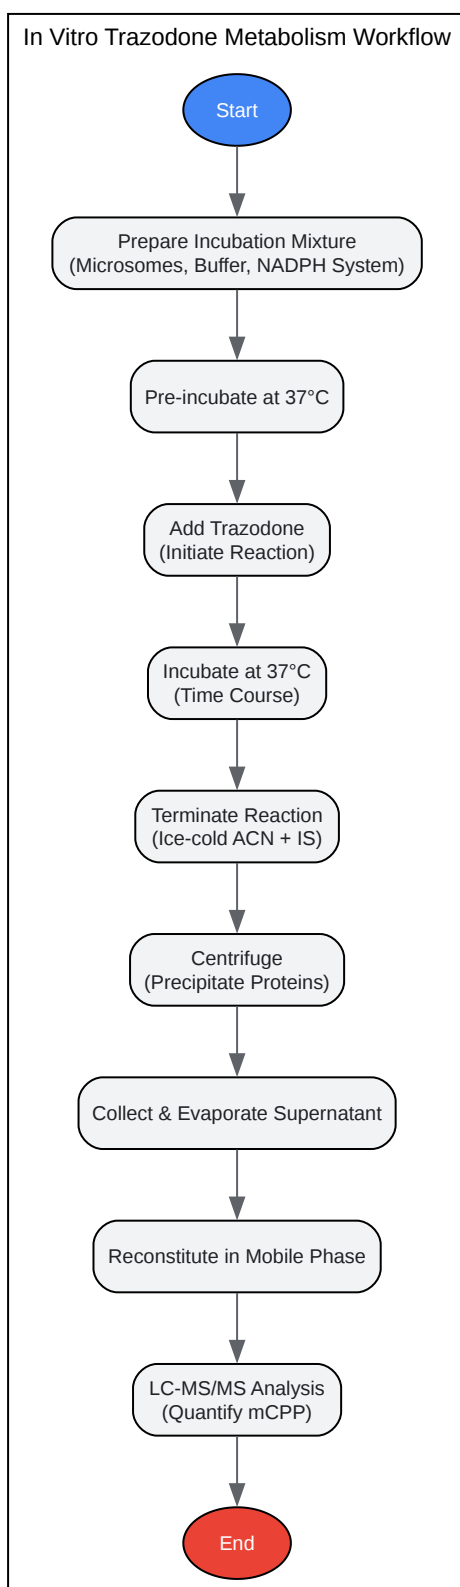 In Vitro Trazodone Metabolism Workflow
Start
Prepare Incubation Mixture
(Microsomes, Buffer, NADPH System)
Pre-incubate at 37°C
Add Trazodone
(Initiate Reaction)
Incubate at 37°C
(Time Course)
Terminate Reaction
(Ice-cold ACN + IS)
Centrifuge
(Precipitate Proteins)
Collect & Evaporate Supernatant
Reconstitute in Mobile Phase
LC-MS/MS Analysis
(Quantify mCPP)
End